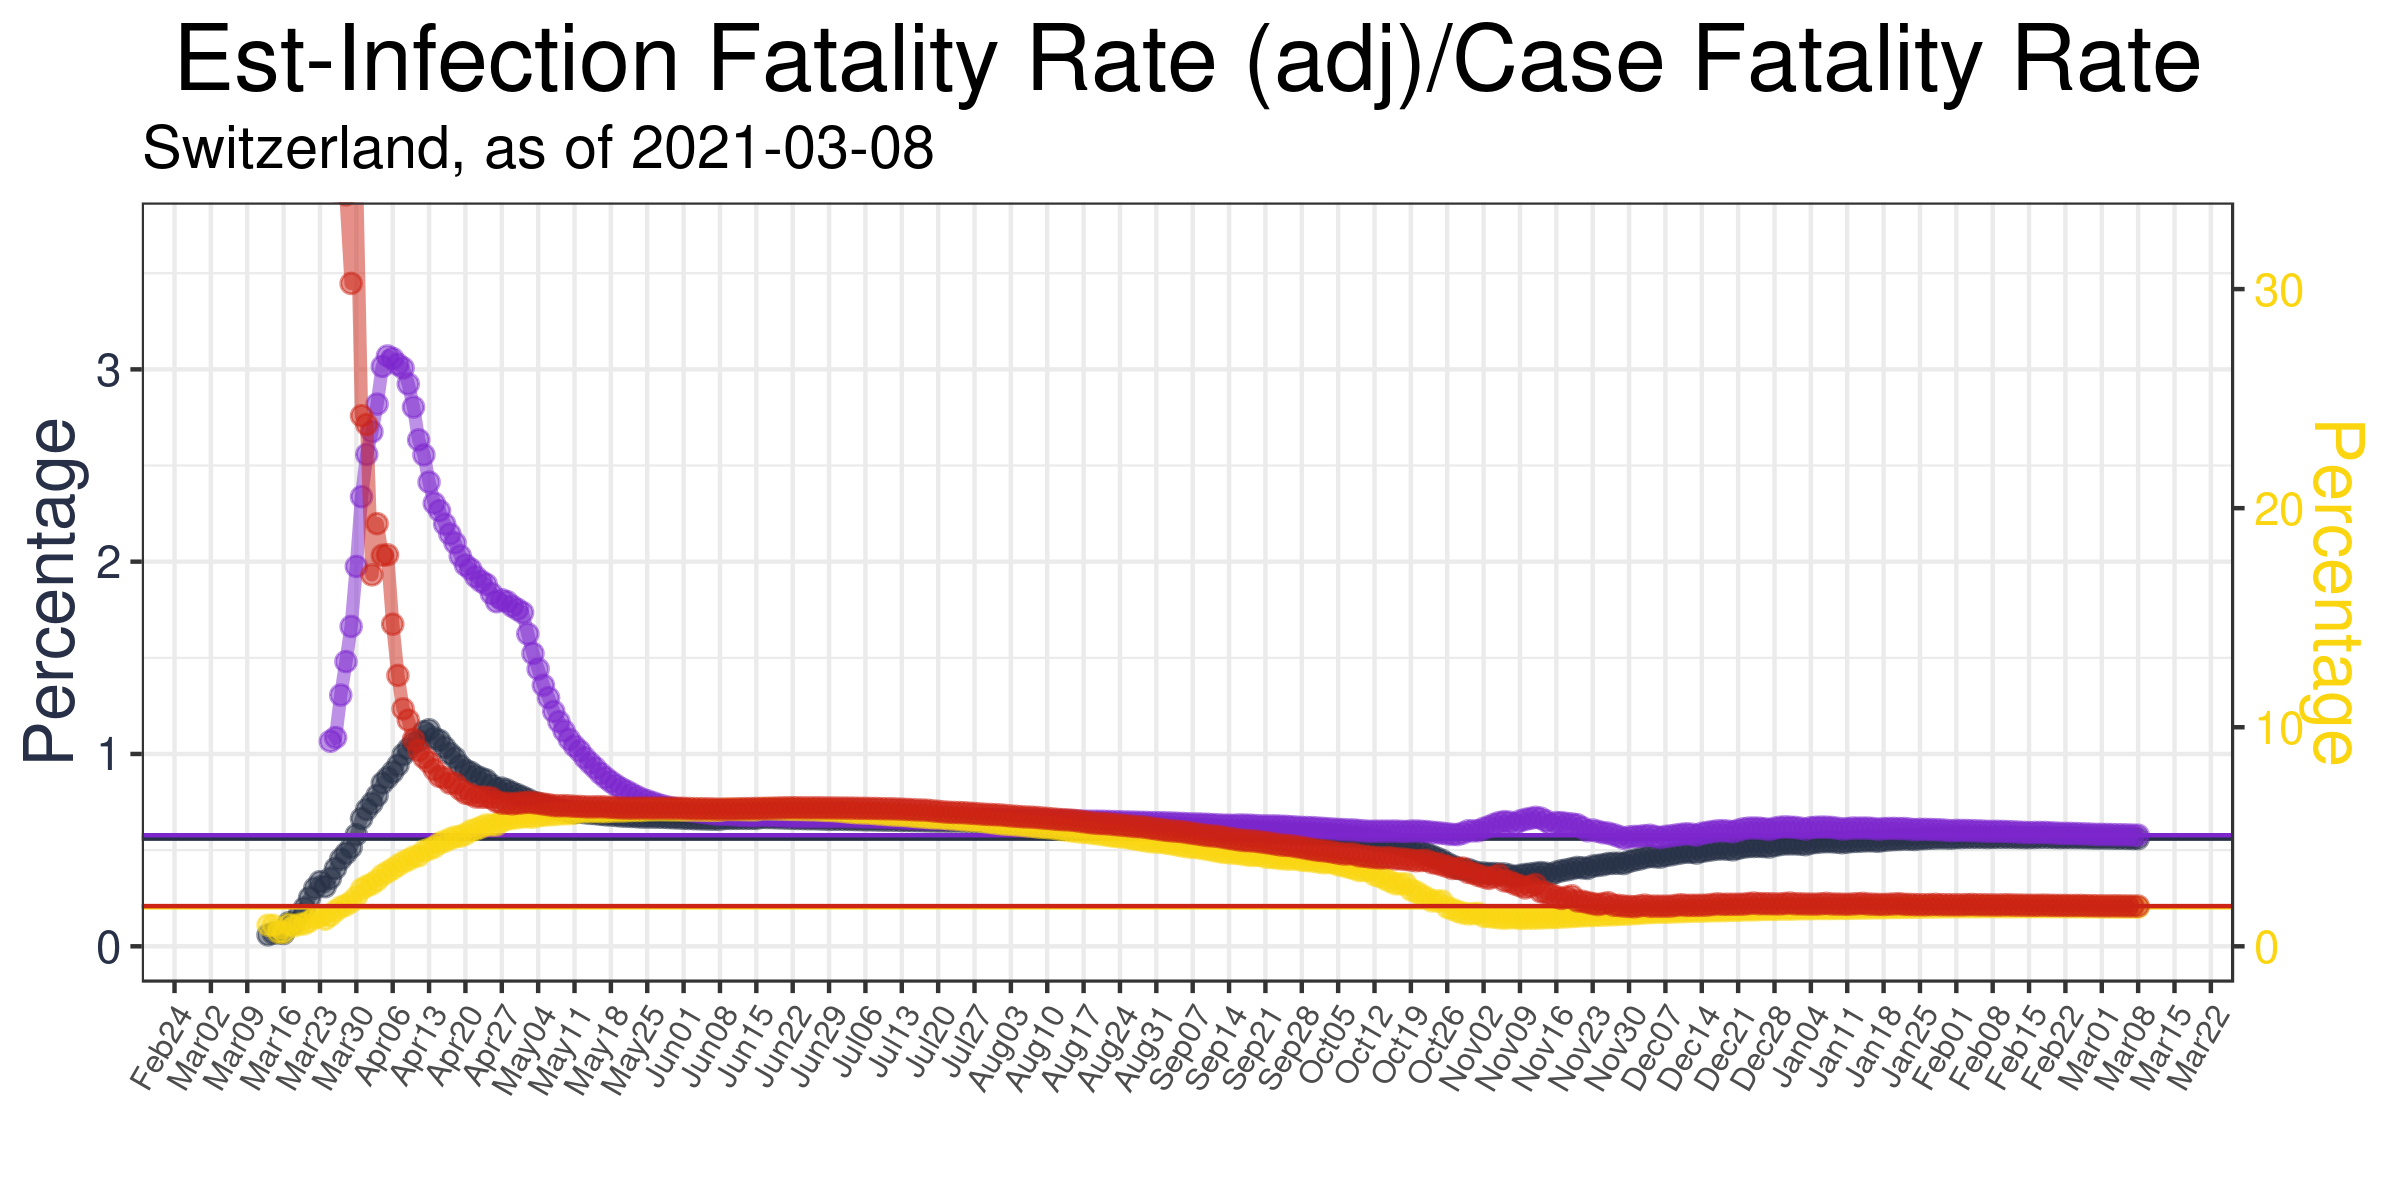 Est-Infection Fatality Rate (adj)/Case Fatality Rate
Switzerland, as of 2021-03-08
Percentage
3
2
1
0
30
20
10
0
Percentage
Feb24
Mar02
Mar09
Mar16
Mar23
Mar30
Apr06
Apr13
Apr20
Apr27
May04
May11
May18
May25
Jun01
Jun08
Jun15
Jun22
Jun29
Jul06
Jul13
Jul20
Jul27
Aug03
Aug10
Aug17
Aug24
Aug31
Sep07
Sep14
Sep21
Sep28
Oct05
Oct12
Oct19
Oct26
Nov02
Nov09
Nov16
Nov23
Nov30
Dec07
Dec14
Dec21
Dec28
Jan04
Jan11
Jan18
Jan25
Feb01
Feb08
Feb15
Feb22
Mar01
Mar08
Mar15
Mar22